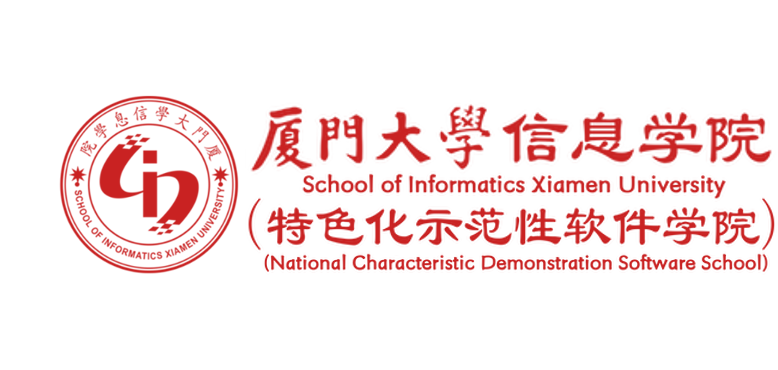 院學息信學大門厦
SCHOOL OF INFORMATICS XIAMEN UNIVERSITY
厦門大學信息学院
School of Informatics Xiamen University
(特色化示范性软件学院)
(National Characteristic Demonstration Software School)